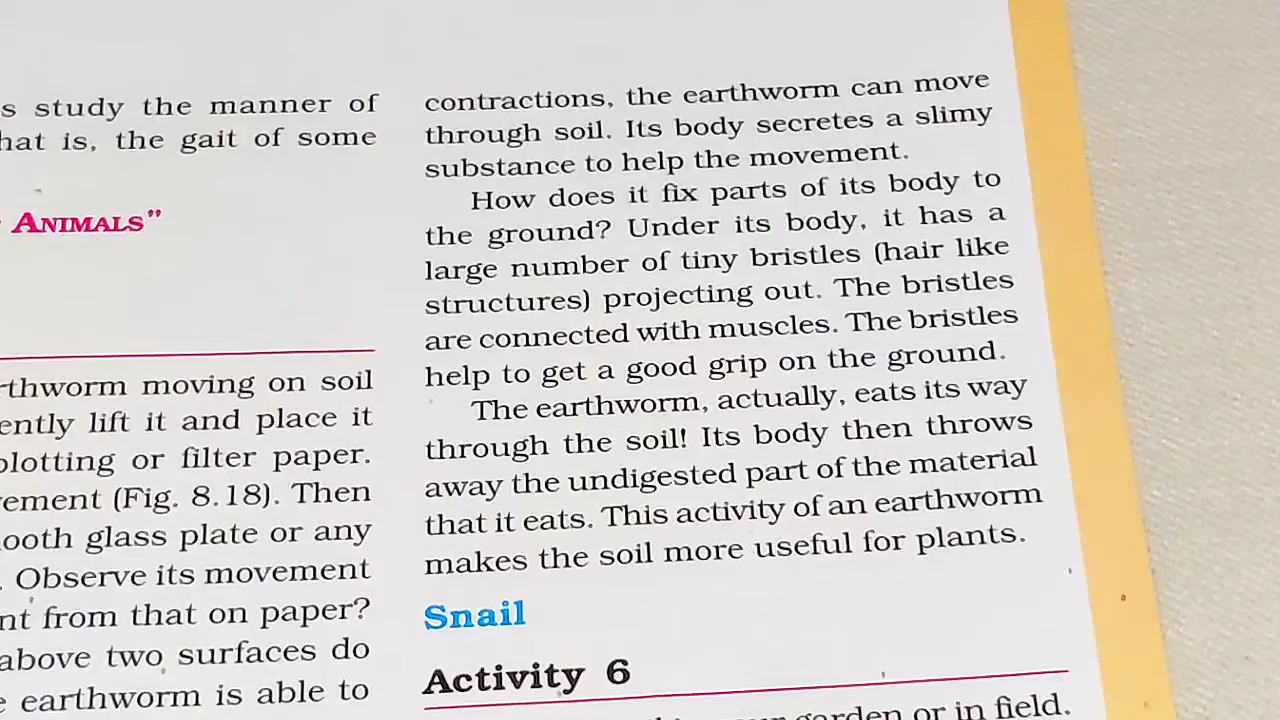 s study the manner of
hat is, the gait of some
ANIMALS”
rthworm moving on soil
ently lift it and place it
blotting or filter paper.
vement (Fig. 8.18). Then
ooth glass plate or any
. Observe its movement
nt from that on paper?
above two surfaces do
e earthworm is able to
contractions, the earthworm can move
through soil. Its body secretes a slimy
substance to help the movement.
How does it fix parts of its body to
the ground? Under its body, it has a
large number of tiny bristles (hair like
structures) projecting out. The bristles
are connected with muscles. The bristles
help to get a good grip on the ground.
The earthworm, actually, eats its way
through the soil! Its body then throws
away the undigested part of the material
that it eats. This activity of an earthworm
makes the soil more useful for plants.
Snail
Activity 6
garden or in field.